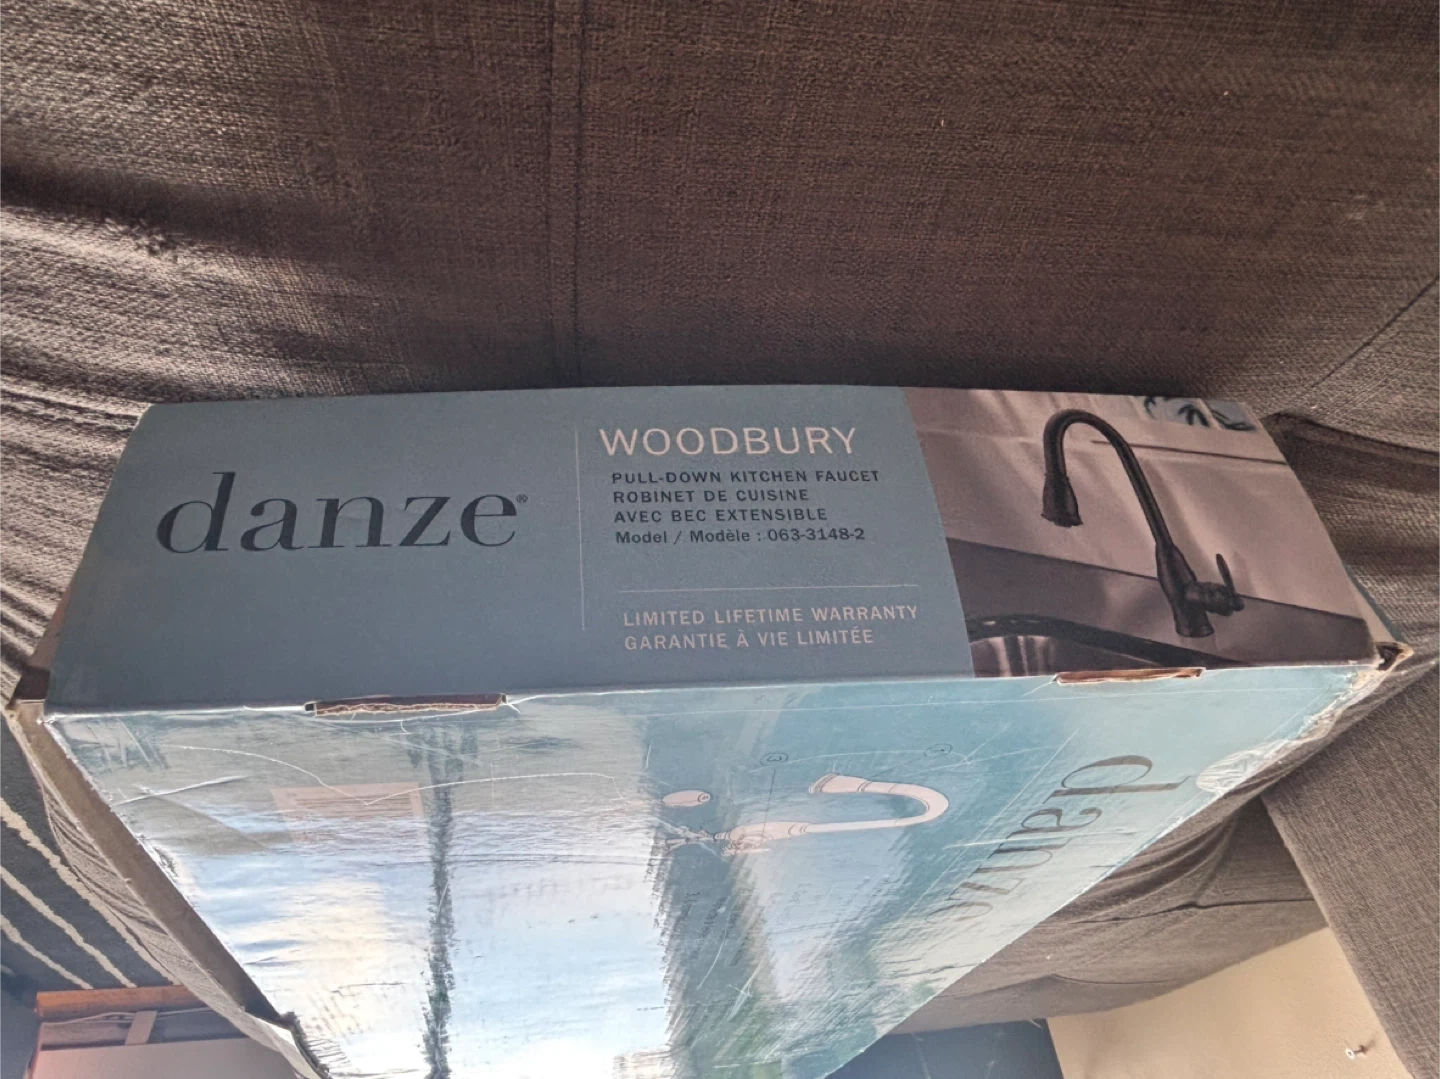 danze®
WOODBURY
PULL-DOWN KITCHEN FAUCET
ROBINET DE CUISINE
AVEC BEC EXTENSIBLE
Model / Modèle : 063-3148-2
LIMITED LIFETIME WARRANTY
GARANTIE À VIE LIMITÉE
danze